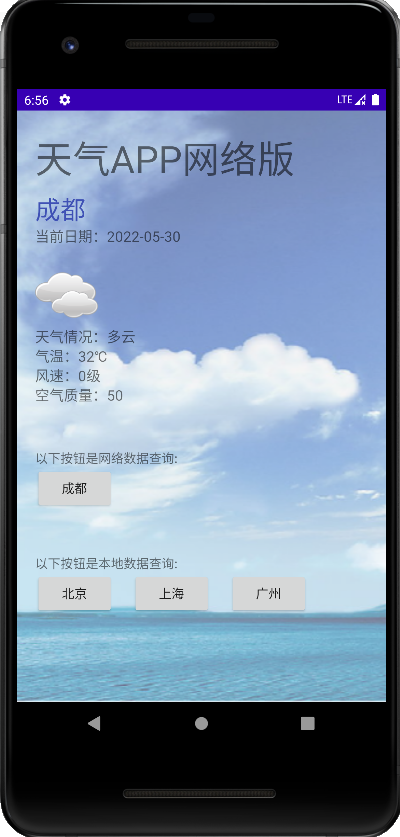 6:56 LTE
天气APP网络版
成都
当前日期：2022-05-30
天气情况：多云
气温：32℃
风速：0级
空气质量：50
以下按钮是网络数据查询:
成都
以下按钮是本地数据查询:
北京 上海 广州